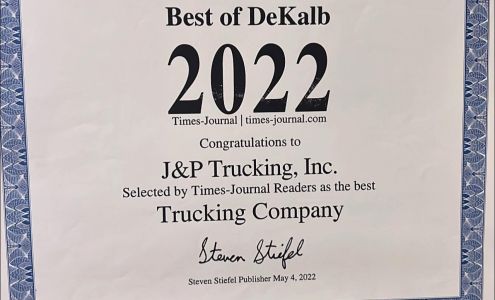 Best of DeKalb
2022
Times-Journal | times-journal.com
Congratulations to
J&P Trucking, Inc.
Selected by Times-Journal Readers as the best
Trucking Company
Steven Stiefel
Steven Stiefel Publisher May 4, 2022